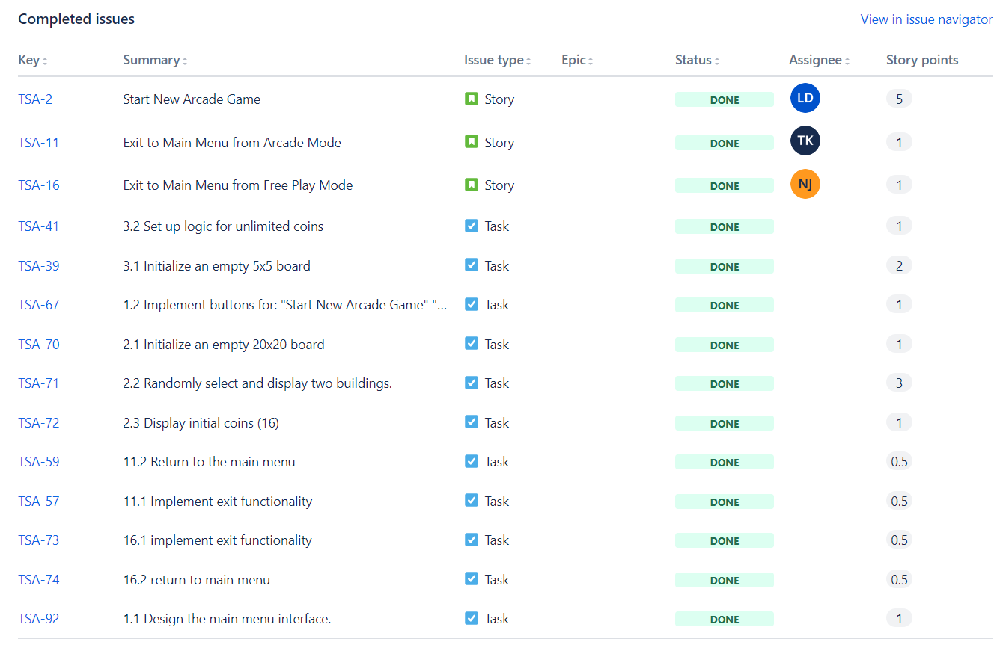 Completed issues View in issue navigator
Key Summary Issue type Epic Status Assignee Story points
TSA-2 Start New Arcade Game Story DONE LD 5
TSA-11 Exit to Main Menu from Arcade Mode Story DONE TK 1
TSA-16 Exit to Main Menu from Free Play Mode Story DONE NJ 1
TSA-41 3.2 Set up logic for unlimited coins Task DONE 1
TSA-39 3.1 Initialize an empty 5x5 board Task DONE 2
TSA-67 1.2 Implement buttons for: "Start New Arcade Game" "... Task DONE 1
TSA-70 2.1 Initialize an empty 20x20 board Task DONE 1
TSA-71 2.2 Randomly select and display two buildings. Task DONE 3
TSA-72 2.3 Display initial coins (16) Task DONE 1
TSA-59 11.2 Return to the main menu Task DONE 0.5
TSA-57 11.1 Implement exit functionality Task DONE 0.5
TSA-73 16.1 implement exit functionality Task DONE 0.5
TSA-74 16.2 return to main menu Task DONE 0.5
TSA-92 1.1 Design the main menu interface. Task DONE 1